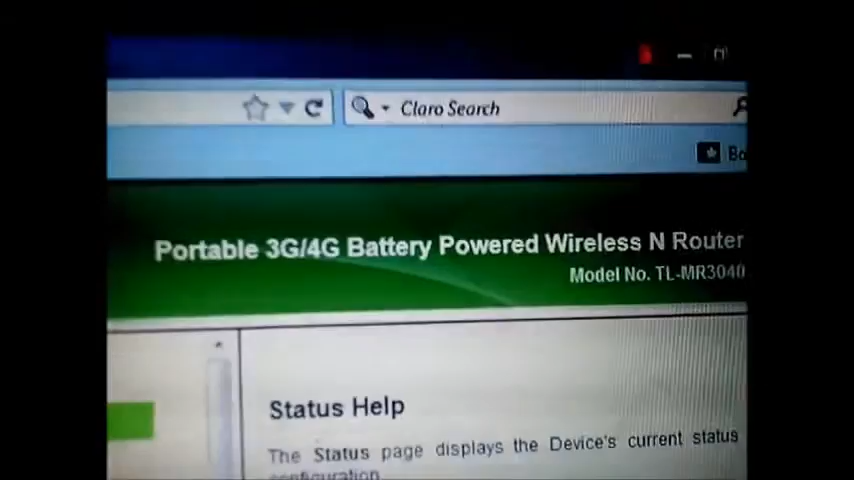 Claro Search
Portable 3G/4G Battery Powered Wireless N Router
Model No. TL-MR3040
Status Help
The Status page displays the Device's current status
configuration